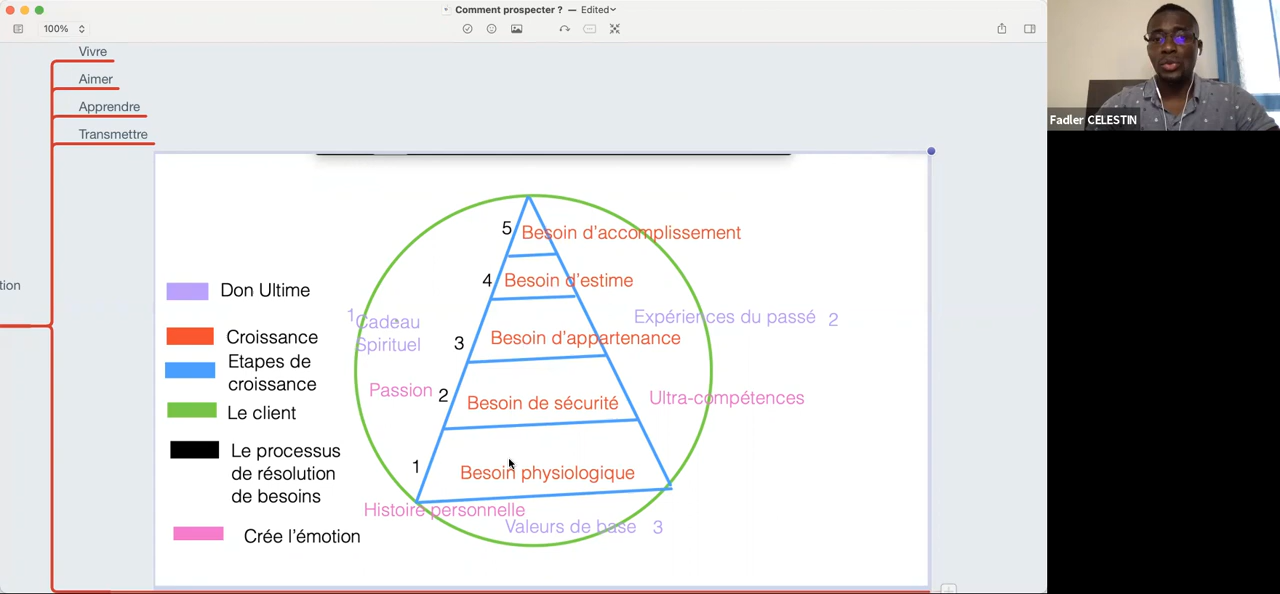 Comment prospecter ? — Edited
100%
Vivre
Aimer
Apprendre
Transmettre
tion
Don Ultime
Croissance
Etapes de
croissance
Le client
Le processus
de résolution
de besoins
Crée l'émotion
5 Besoin d'accomplissement
4 Besoin d'estime
1 Cadeau
Spirituel
Expériences du passé 2
3 Besoin d'appartenance
Passion
2 Besoin de sécurité
Ultra-compétences
1 Besoin physiologique
Histoire personnelle
Valeurs de base 3
Fadler CELESTIN